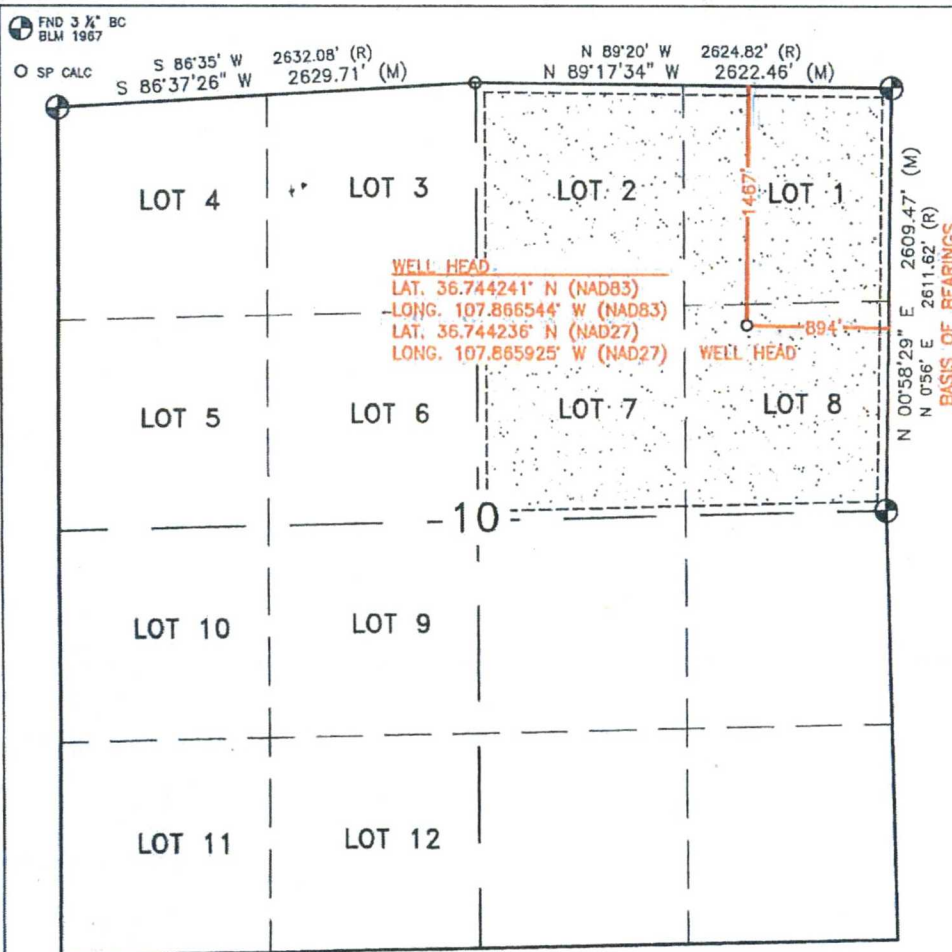 FND 3 ¼" BC
BLM 1967
SP CALC
S 86°35' W 2632.08' (R)
S 86°37'26" W 2629.71' (M)
N 89°20' W 2624.82' (R)
N 89°17'34" W 2622.46' (M)
N 00°58'29" E 2609.47' (M)
N 0°56' E 2611.62' (R)
BASIS OF BEARINGS
LOT 4
LOT 3
LOT 2
LOT 1
1467'
WELL HEAD
LAT. 36.744241° N (NAD83)
LONG. 107.866544° W (NAD83)
LAT. 36.744236° N (NAD27)
LONG. 107.865925° W (NAD27)
894'
WELL HEAD
LOT 5
LOT 6
LOT 7
LOT 8
10
LOT 10
LOT 9
LOT 11
LOT 12